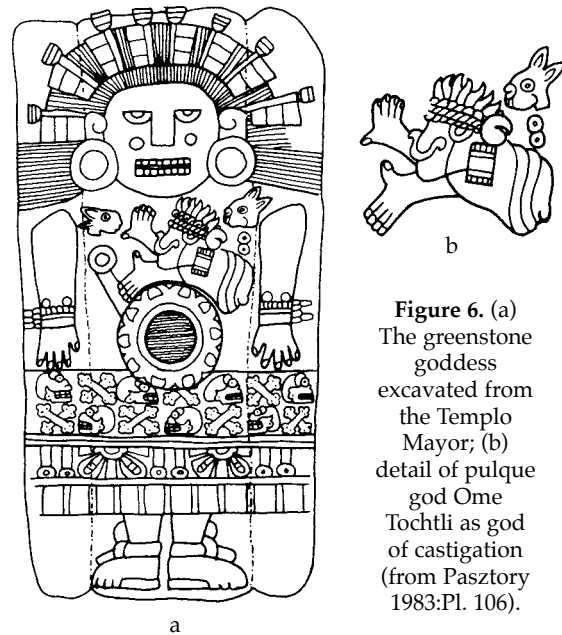 b
Figure 6. (a)
The greenstone
goddess
excavated from
the Templo
Mayor; (b)
detail of pulque
god Ome
Tochtli as god
of castigation
(from Pasztory
1983:Pl. 106).
a